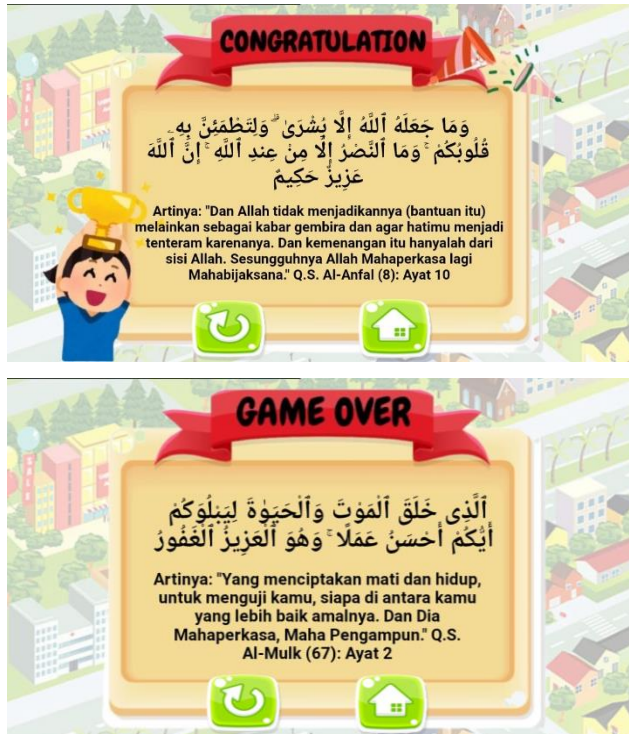 CONGRATULATION
وَمَا جَعَلَهُ ٱللَّهُ إِلَّا بُشْرَىٰ وَلِتَطْمَئِنَّ بِهِۦ
قُلُوبُكُمْ ۚ وَمَا ٱلنَّصْرُ إِلَّا مِنْ عِندِ ٱللَّهِ ۚ إِنَّ ٱللَّهَ
عَزِيزٌ حَكِيمٌ
Artinya: "Dan Allah tidak menjadikannya (bantuan itu)
melainkan sebagai kabar gembira dan agar hatimu menjadi
tenteram karenanya. Dan kemenangan itu hanyalah dari
sisi Allah. Sesungguhnya Allah Mahaperkasa lagi
Mahabijaksana." Q.S. Al-Anfal (8): Ayat 10
GAME OVER
ٱلَّذِى خَلَقَ ٱلْمَوْتَ وَٱلْحَيَوٰةَ لِيَبْلُوَكُمْ
أَيُّكُمْ أَحْسَنُ عَمَلًا ۚ وَهُوَ ٱلْعَزِيزُ ٱلْغَفُورُ
Artinya: "Yang menciptakan mati dan hidup,
untuk menguji kamu, siapa di antara kamu
yang lebih baik amalnya. Dan Dia
Mahaperkasa, Maha Pengampun." Q.S.
Al-Mulk (67): Ayat 2